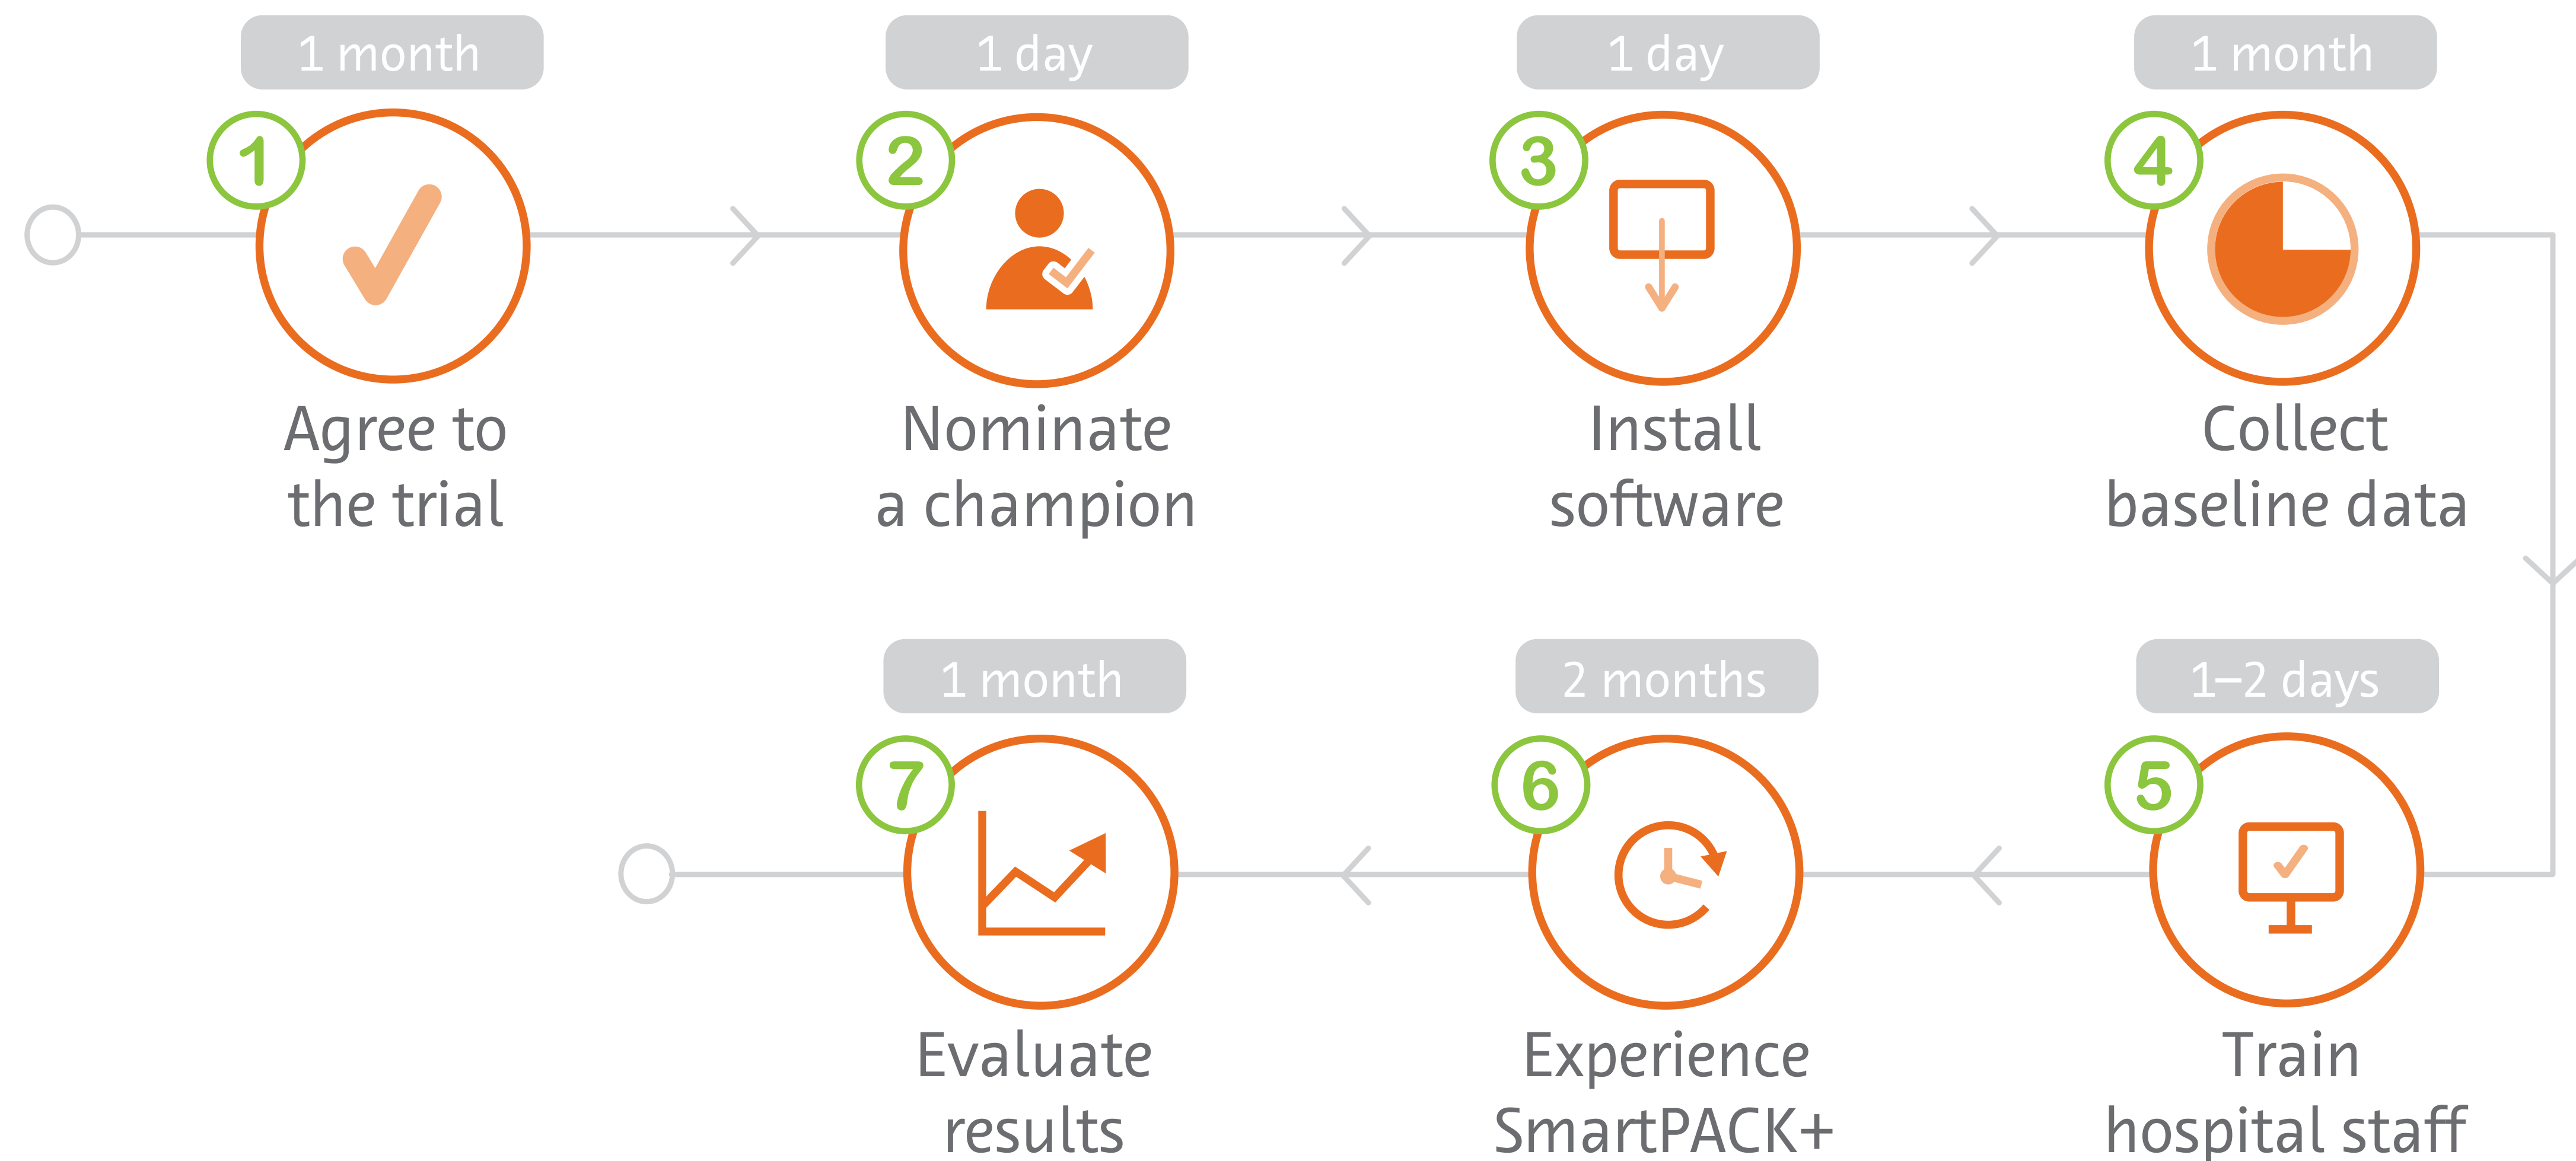 1 month
1
Agree to
the trial
1 day
2
Nominate
a champion
1 day
3
Install
software
1 month
4
Collect
baseline data
1–2 days
5
Train
hospital staff
2 months
6
Experience
SmartPACK+
1 month
7
Evaluate
results